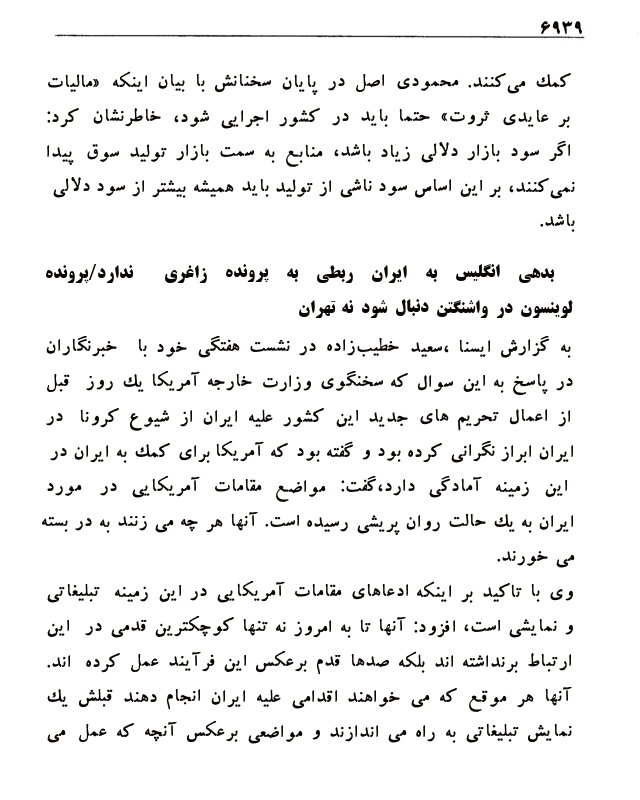 ۶۹۳۹
کمك می‌کنند. محمودی اصل در پایان سخنانش با بیان اینکه «مالیات
بر عایدی ثروت» حتما باید در کشور اجرایی شود، خاطرنشان کرد:
اگر سود بازار دلالی زیاد باشد، منابع به سمت بازار تولید سوق پیدا
نمی‌کنند، بر این اساس سود ناشی از تولید باید همیشه بیشتر از سود دلالی
باشد.
بدهی انگلیس به ایران ربطی به پرونده زاغری ندارد/پرونده
لوینسون در واشنگتن دنبال شود نه تهران
به گزارش ایسنا ،سعید خطیب‌زاده در نشست هفتگی خود با خبرنگاران
در پاسخ به این سوال که سخنگوی وزارت خارجه آمریکا یك روز قبل
از اعمال تحریم های جدید این کشور علیه ایران از شیوع کرونا در
ایران ابراز نگرانی کرده بود و گفته بود که آمریکا برای کمك به ایران در
این زمینه آمادگی دارد،گفت: مواضع مقامات آمریکایی در مورد
ایران به یك حالت روان پریشی رسیده است. آنها هر چه می زنند به در بسته
می خورند.
وی با تاکید بر اینکه ادعاهای مقامات آمریکایی در این زمینه تبلیغاتی
و نمایشی است، افزود: آنها تا به امروز نه تنها کوچکترین قدمی در این
ارتباط برنداشته اند بلکه صدها قدم برعکس این فرآیند عمل کرده اند.
آنها هر موقع که می خواهند اقدامی علیه ایران انجام دهند قبلش یك
نمایش تبلیغاتی به راه می اندازند و مواضعی برعکس آنچه که عمل می